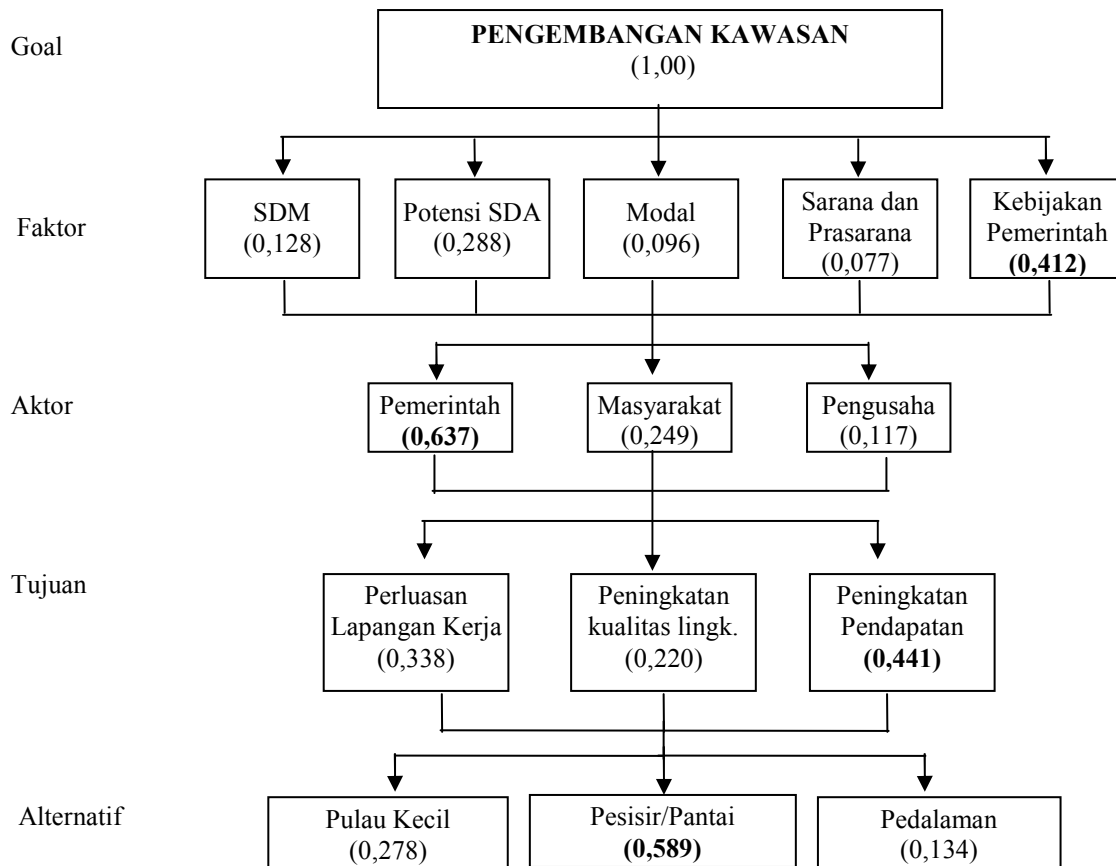 Goal
PENGEMBANGAN KAWASAN
(1,00)
Faktor
SDM
(0,128)
Potensi SDA
(0,288)
Modal
(0,096)
Sarana dan
Prasarana
(0,077)
Kebijakan
Pemerintah
(0,412)
Aktor
Pemerintah
(0,637)
Masyarakat
(0,249)
Pengusaha
(0,117)
Tujuan
Perluasan
Lapangan Kerja
(0,338)
Peningkatan
kualitas lingk.
(0,220)
Peningkatan
Pendapatan
(0,441)
Alternatif
Pulau Kecil
(0,278)
Pesisir/Pantai
(0,589)
Pedalaman
(0,134)